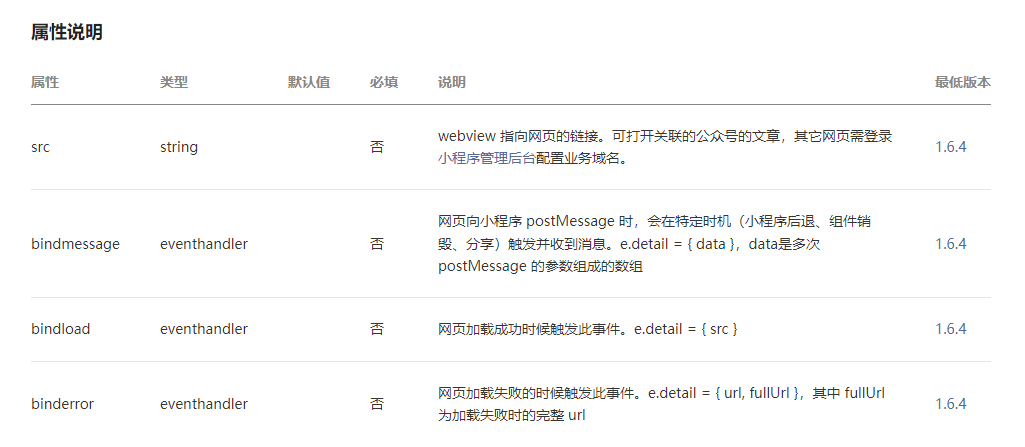 属性说明
属性 类型 默认值 必填 说明 最低版本
src string 否 webview 指向网页的链接。可打开关联的公众号的文章，其它网页需登录 1.6.4
小程序管理后台配置业务域名。
bindmessage eventhandler 否 网页向小程序 postMessage 时，会在特定时机（小程序后退、组件销 1.6.4
毁、分享）触发并收到消息。e.detail = { data }，data是多次
postMessage 的参数组成的数组
bindload eventhandler 否 网页加载成功时候触发此事件。e.detail = { src } 1.6.4
binderror eventhandler 否 网页加载失败的时候触发此事件。e.detail = { url, fullUrl }，其中 fullUrl 1.6.4
为加载失败时的完整 url